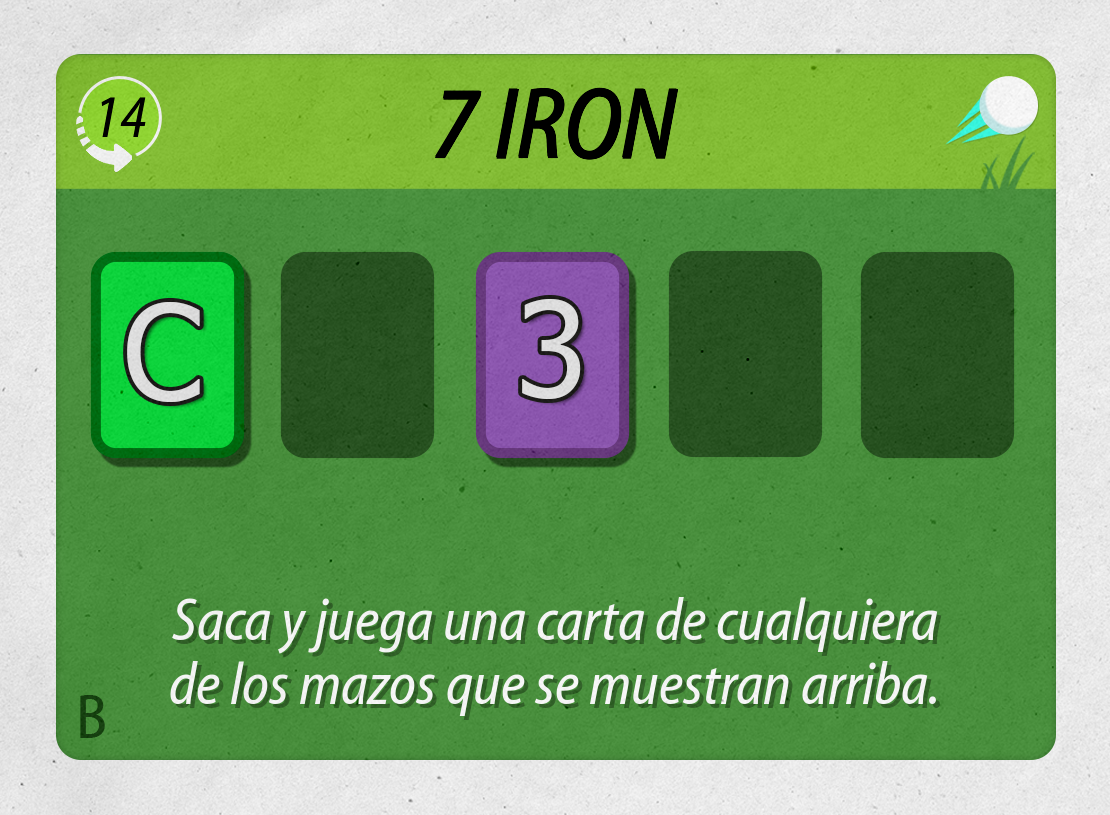 14
7 IRON
C
3
Saca y juega una carta de cualquiera
de los mazos que se muestran arriba.
B